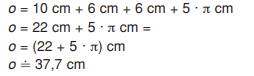 o = 10 cm + 6 cm + 6 cm + 5 · π cm
o = 22 cm + 5 · π cm =
o = (22 + 5 · π) cm
o ≐ 37,7 cm